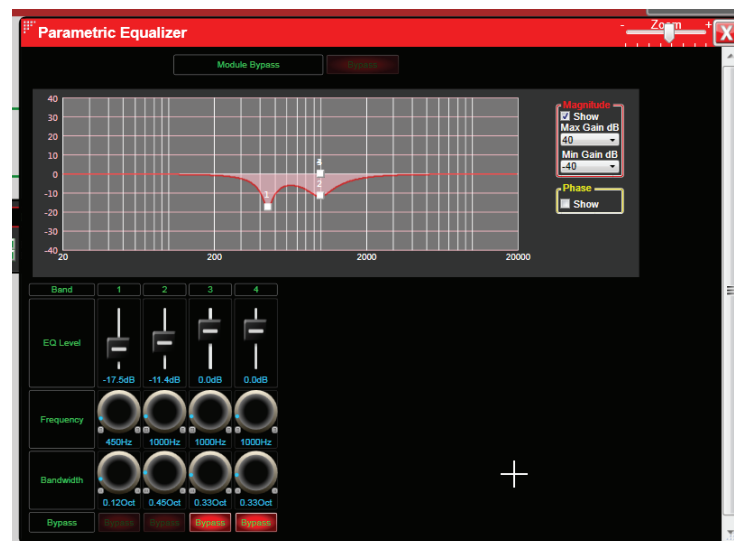 Parametric Equalizer
- Zoom +
X
Module Bypass Bypass
40
30
20
10
0
-10
-20
-30
-40
20 200 2000 20000
1
2
4
Magnitude
Show
Max Gain dB
40
Min Gain dB
-40
Phase
Show
Band 1 2 3 4
EQ Level
-17.5dB -11.4dB 0.0dB 0.0dB
Frequency
450Hz 1000Hz 1000Hz 1000Hz
Bandwidth
0.12Oct 0.45Oct 0.33Oct 0.33Oct
Bypass Bypass Bypass Bypass Bypass